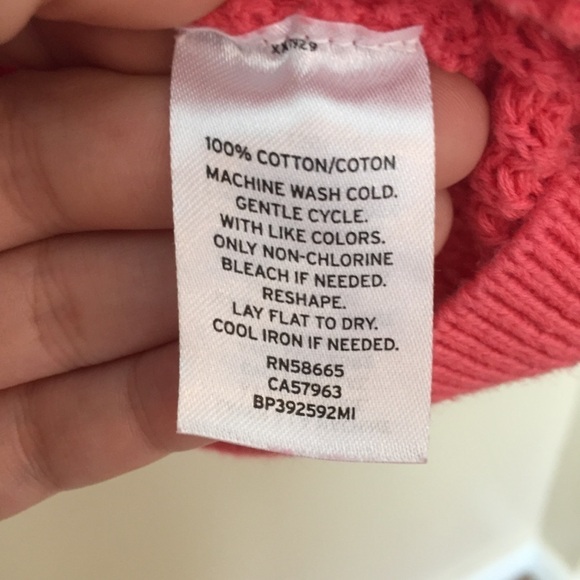 100% COTTON/COTON
MACHINE WASH COLD.
GENTLE CYCLE.
WITH LIKE COLORS.
ONLY NON-CHLORINE
BLEACH IF NEEDED.
RESHAPE.
LAY FLAT TO DRY.
COOL IRON IF NEEDED.
RN58665
CA57963
BP392592MI